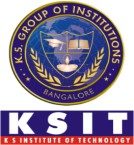 K.S. GROUP OF INSTITUTIONS
BANGALORE
KSIT
K S INSTITUTE OF TECHNOLOGY